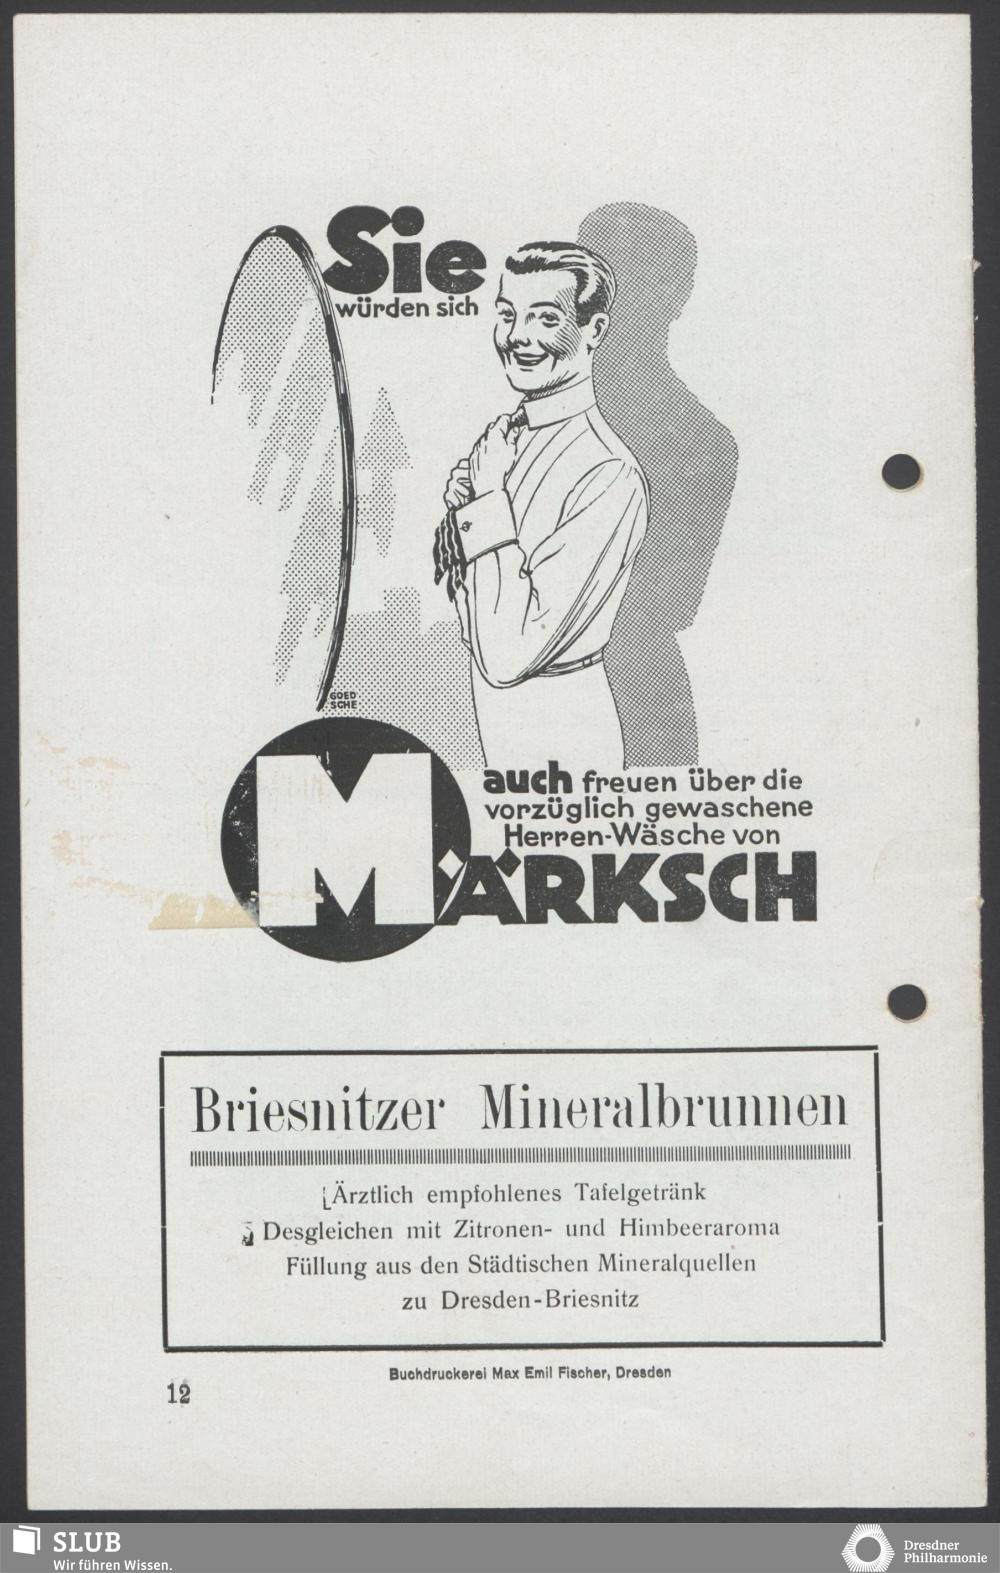 Sie
würden sich
GOED
SCHE
auch freuen über die
vorzüglich gewaschene
Herren-Wäsche von
MÄRKSCH
Briesnitzer Mineralbrunnen
Ärztlich empfohlenes Tafelgetränk
Desgleichen mit Zitronen- und Himbeeraroma
Füllung aus den Städtischen Mineralquellen
zu Dresden-Briesnitz
Buchdruckerei Max Emil Fischer, Dresden
12
SLUB
Wir führen Wissen.
Dresdner
Philharmonie